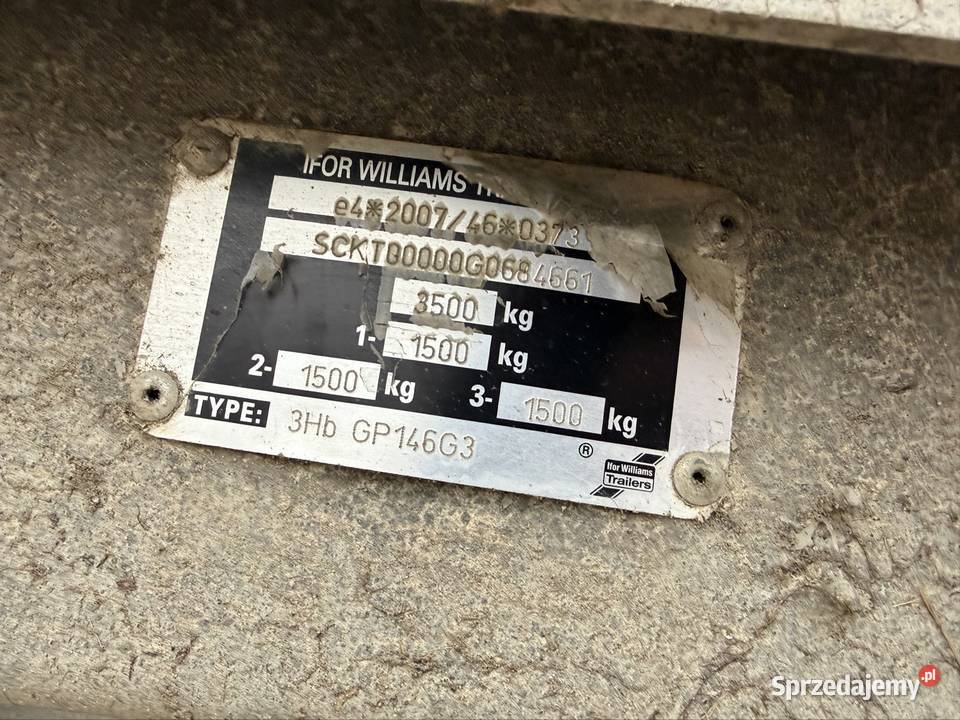 IFOR WILLIAMS
e4*2007/46*0373
SCKT00000G0684661
3500 kg
1- 1500 kg
2- 1500 kg 3- 1500 kg
TYPE: 3Hb GP146G3
®
Ifor Williams
Trailers
Sprzedajemy.pl